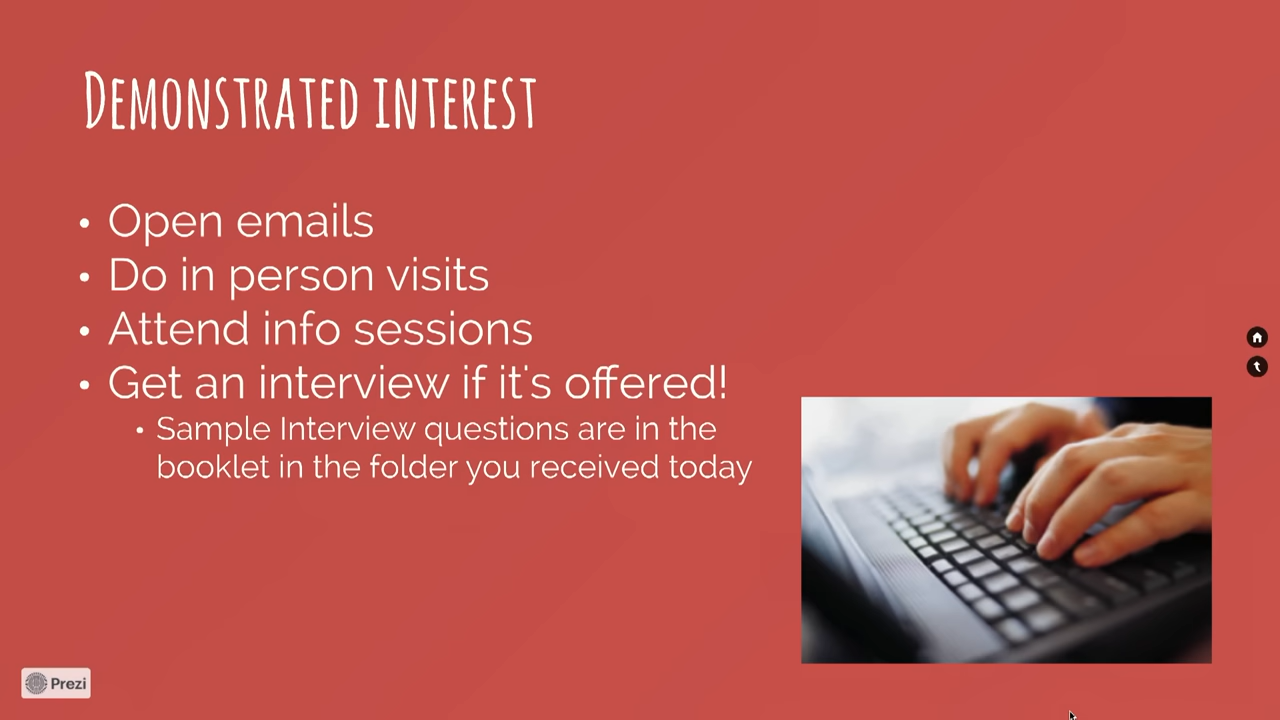 Demonstrated interest
• Open emails
• Do in person visits
• Attend info sessions
• Get an interview if it's offered!
• Sample Interview questions are in the
booklet in the folder you received today
Prezi